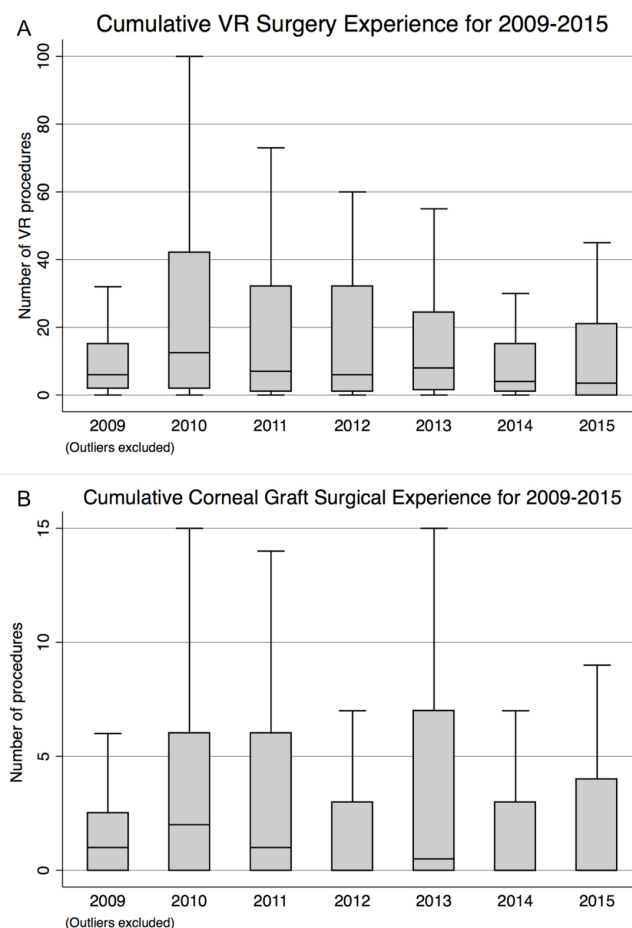 A
Cumulative VR Surgery Experience for 2009-2015
Number of VR procedures
100
80
60
40
20
0
2009 2010 2011 2012 2013 2014 2015
(Outliers excluded)
B
Cumulative Corneal Graft Surgical Experience for 2009-2015
Number of procedures
15
10
5
0
2009 2010 2011 2012 2013 2014 2015
(Outliers excluded)